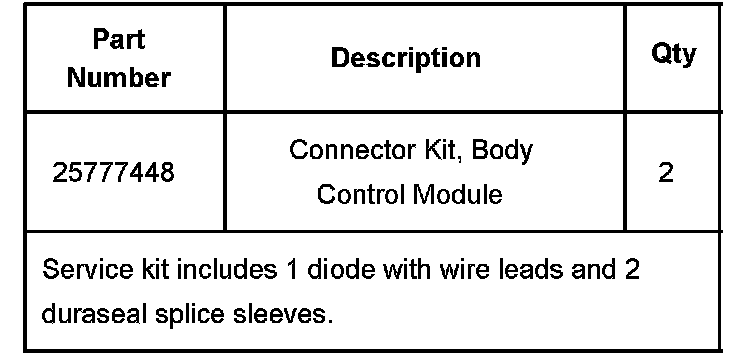 Part
Number
Description
Qty
25777448
Connector Kit, Body
Control Module
2
Service kit includes 1 diode with wire leads and 2
duraseal splice sleeves.